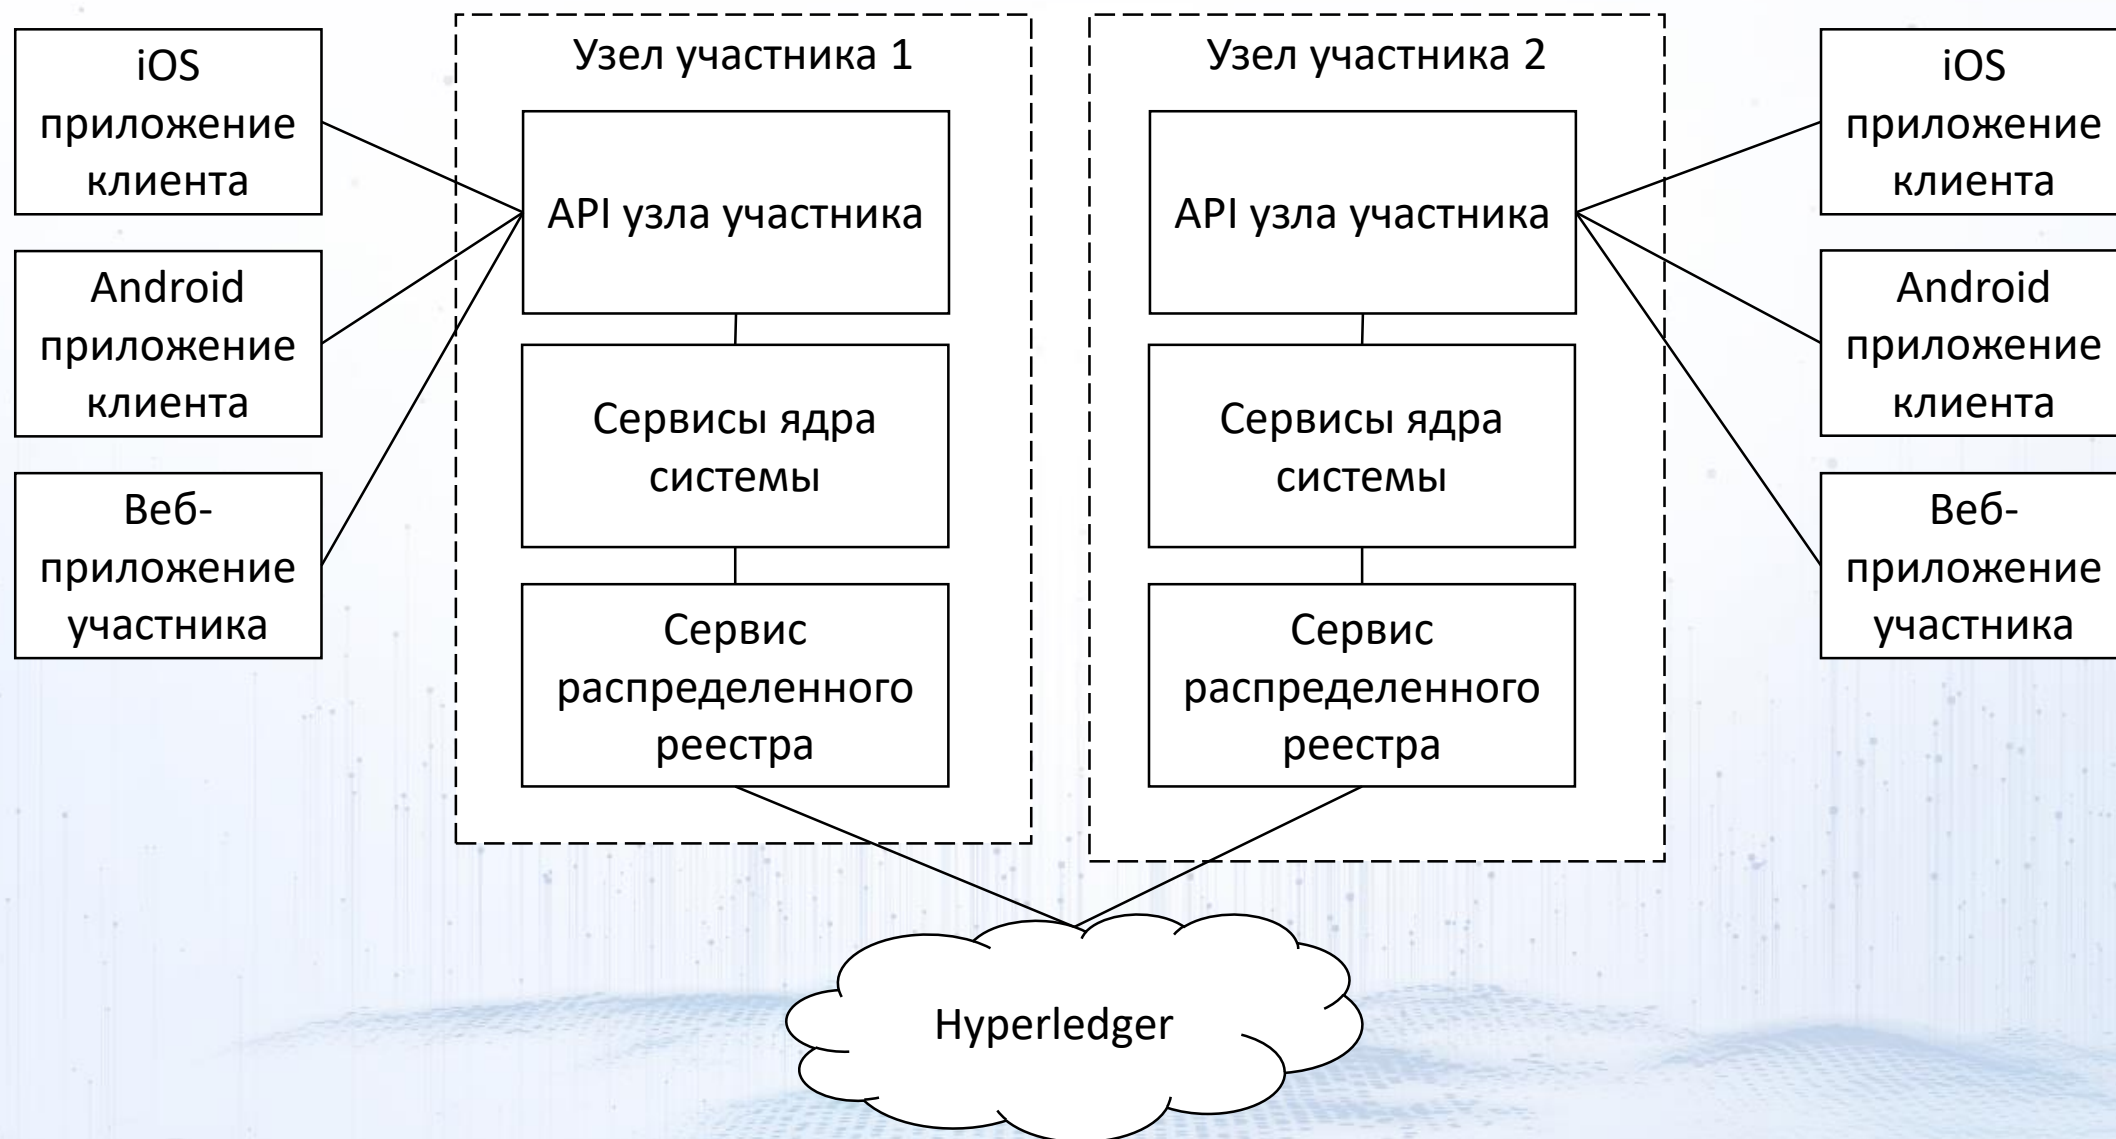 iOS
приложение
клиента
Android
приложение
клиента
Веб-
приложение
участника
Узел участника 1
API узла участника
Сервисы ядра
системы
Сервис
распределенного
реестра
Узел участника 2
API узла участника
Сервисы ядра
системы
Сервис
распределенного
реестра
iOS
приложение
клиента
Android
приложение
клиента
Веб-
приложение
участника
Hyperledger